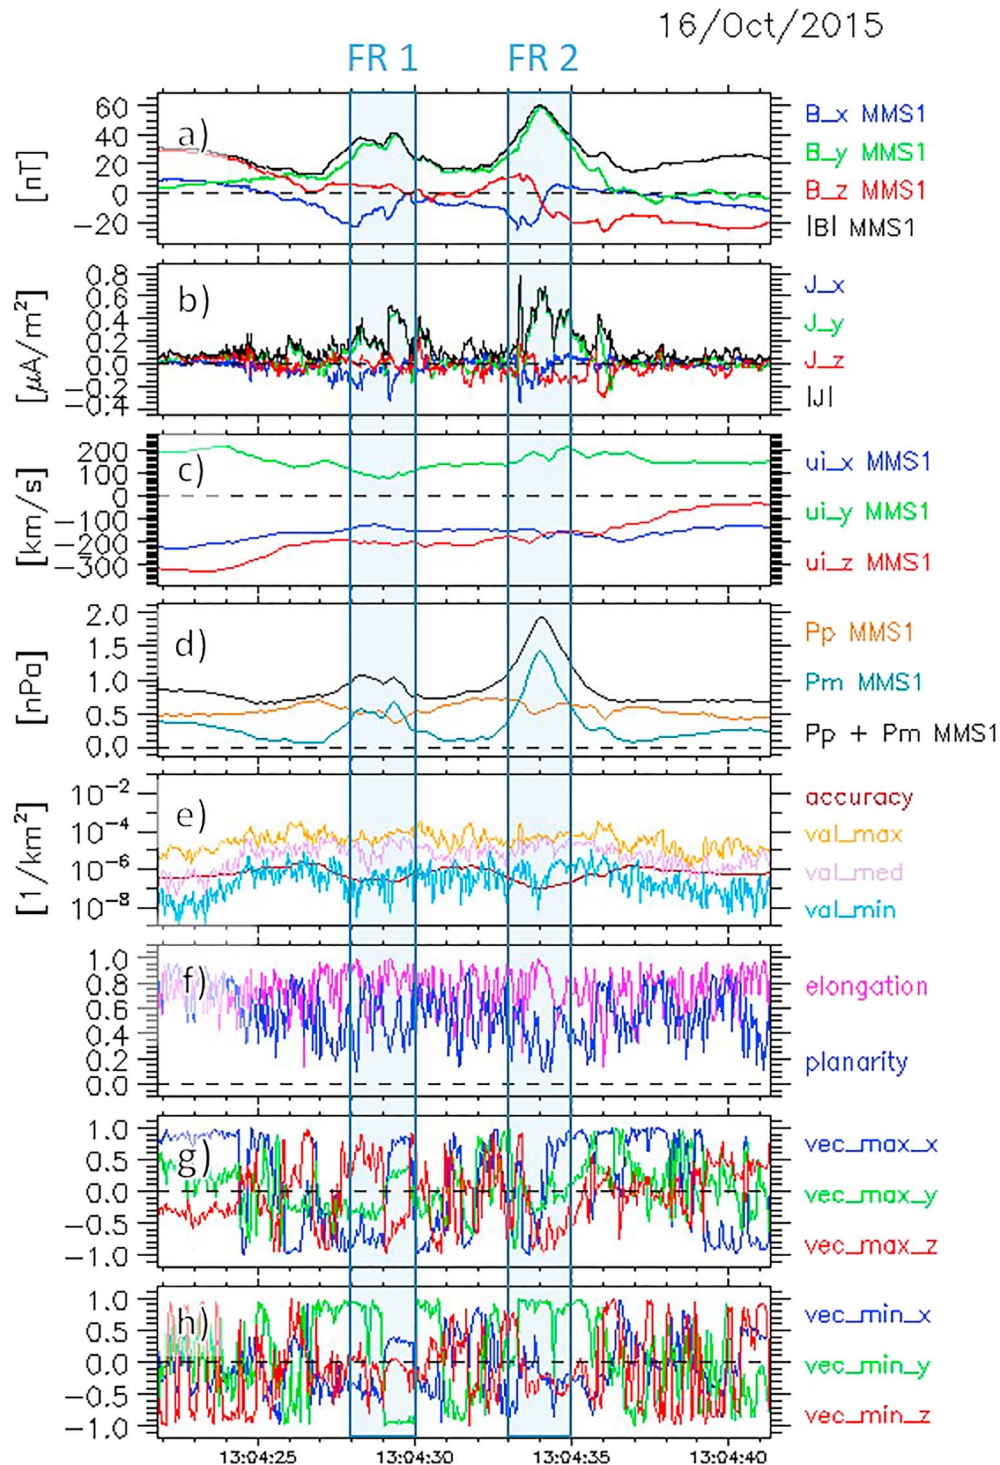 16/Oct/2015
FR 1 FR 2
a)
[nT]
60
40
20
0
−20
B_x MMS1
B_y MMS1
B_z MMS1
|B| MMS1
b)
[μA/m²]
0.8
0.6
0.4
0.2
0.0
−0.2
−0.4
J_x
J_y
J_z
|J|
c)
[km/s]
200
100
0
−100
−200
−300
ui_x MMS1
ui_y MMS1
ui_z MMS1
d)
[nPa]
2.0
1.5
1.0
0.5
0.0
Pp MMS1
Pm MMS1
Pp + Pm MMS1
e)
[1/km²]
10⁻²
10⁻⁴
10⁻⁶
10⁻⁸
accuracy
val_max
val_med
val_min
f)
1.0
0.8
0.6
0.4
0.2
0.0
elongation
planarity
g)
1.0
0.5
0.0
−0.5
−1.0
vec_max_x
vec_max_y
vec_max_z
h)
1.0
0.5
0.0
−0.5
−1.0
vec_min_x
vec_min_y
vec_min_z
13:04:25 13:04:30 13:04:35 13:04:40